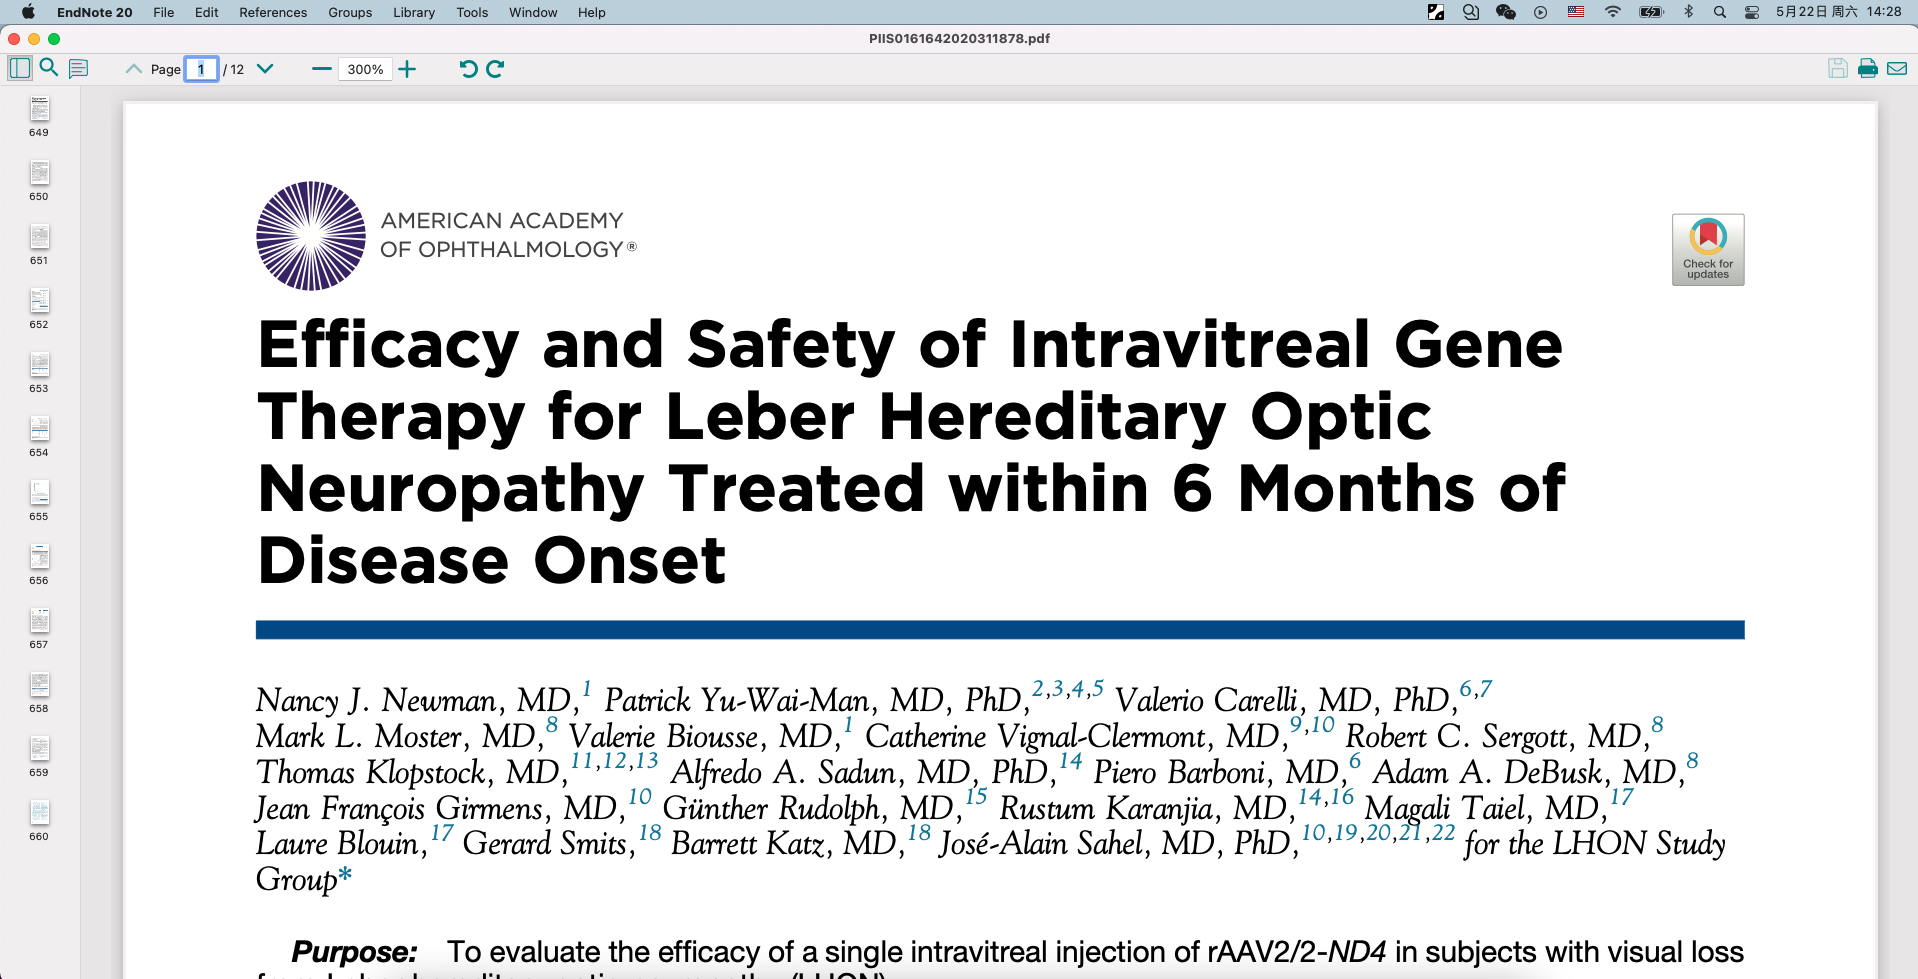 EndNote 20 File Edit References Groups Library Tools Window Help 5月22日 周六 14:28
PIIS0161642020311878.pdf
Page 1 / 12 300%
649
650
651
652
653
654
655
656
657
658
659
660
AMERICAN ACADEMY
OF OPHTHALMOLOGY®
Check for
updates
Efficacy and Safety of Intravitreal Gene
Therapy for Leber Hereditary Optic
Neuropathy Treated within 6 Months of
Disease Onset
Nancy J. Newman, MD,1 Patrick Yu-Wai-Man, MD, PhD,2,3,4,5 Valerio Carelli, MD, PhD,6,7
Mark L. Moster, MD,8 Valerie Biousse, MD,1 Catherine Vignal-Clermont, MD,9,10 Robert C. Sergott, MD,8
Thomas Klopstock, MD,11,12,13 Alfredo A. Sadun, MD, PhD,14 Piero Barboni, MD,6 Adam A. DeBusk, MD,8
Jean François Girmens, MD,10 Günther Rudolph, MD,15 Rustum Karanjia, MD,14,16 Magali Taiel, MD,17
Laure Blouin,17 Gerard Smits,18 Barrett Katz, MD,18 José-Alain Sahel, MD, PhD,10,19,20,21,22 for the LHON Study
Group*
Purpose: To evaluate the efficacy of a single intravitreal injection of rAAV2/2-ND4 in subjects with visual loss